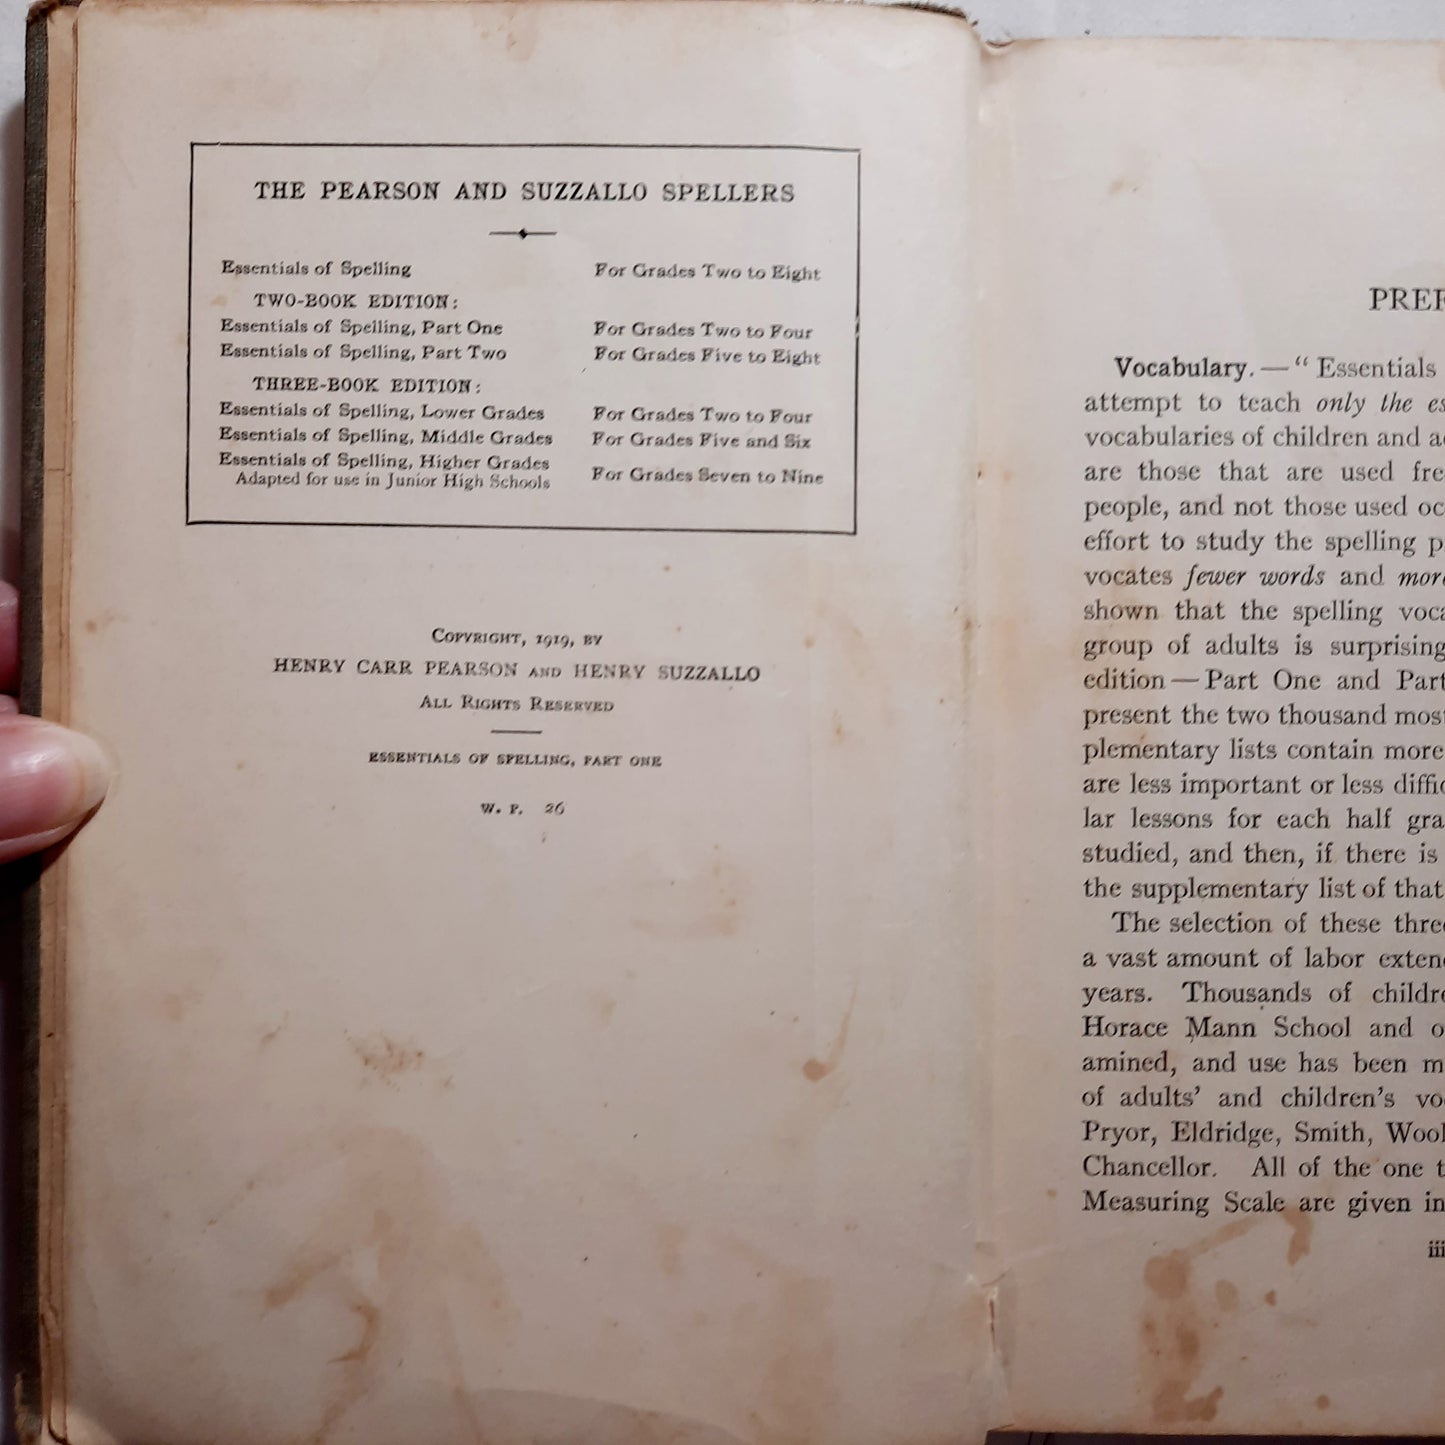 THE PEARSON AND SUZZALLO SPELLERS
Essentials of Spelling For Grades Two to Eight
TWO-BOOK EDITION:
Essentials of Spelling, Part One For Grades Two to Four
Essentials of Spelling, Part Two For Grades Five to Eight
THREE-BOOK EDITION:
Essentials of Spelling, Lower Grades For Grades Two to Four
Essentials of Spelling, Middle Grades For Grades Five and Six
Essentials of Spelling, Higher Grades For Grades Seven to Nine
Adapted for use in Junior High Schools
COPYRIGHT, 1919, BY
HENRY CARR PEARSON AND HENRY SUZZALLO
ALL RIGHTS RESERVED
ESSENTIALS OF SPELLING, PART ONE
W. P. 26
Vocabulary. — " Essentials
attempt to teach only the
vocabularies of children and
are those that are used
people, and not those used
effort to study the spelling
vocates fewer words and
shown that the spelling
group of adults is
edition — Part One and
present the two thousand
plementary lists contain more
are less important or less
lar lessons for each half
studied, and then, if there is
the supplementary list of that
The selection of these
a vast amount of labor
years. Thousands of
Horace Mann School and
amined, and use has been
of adults' and children's
Pryor, Eldridge, Smith,
Chancellor. All of the one
Measuring Scale are given in
iii